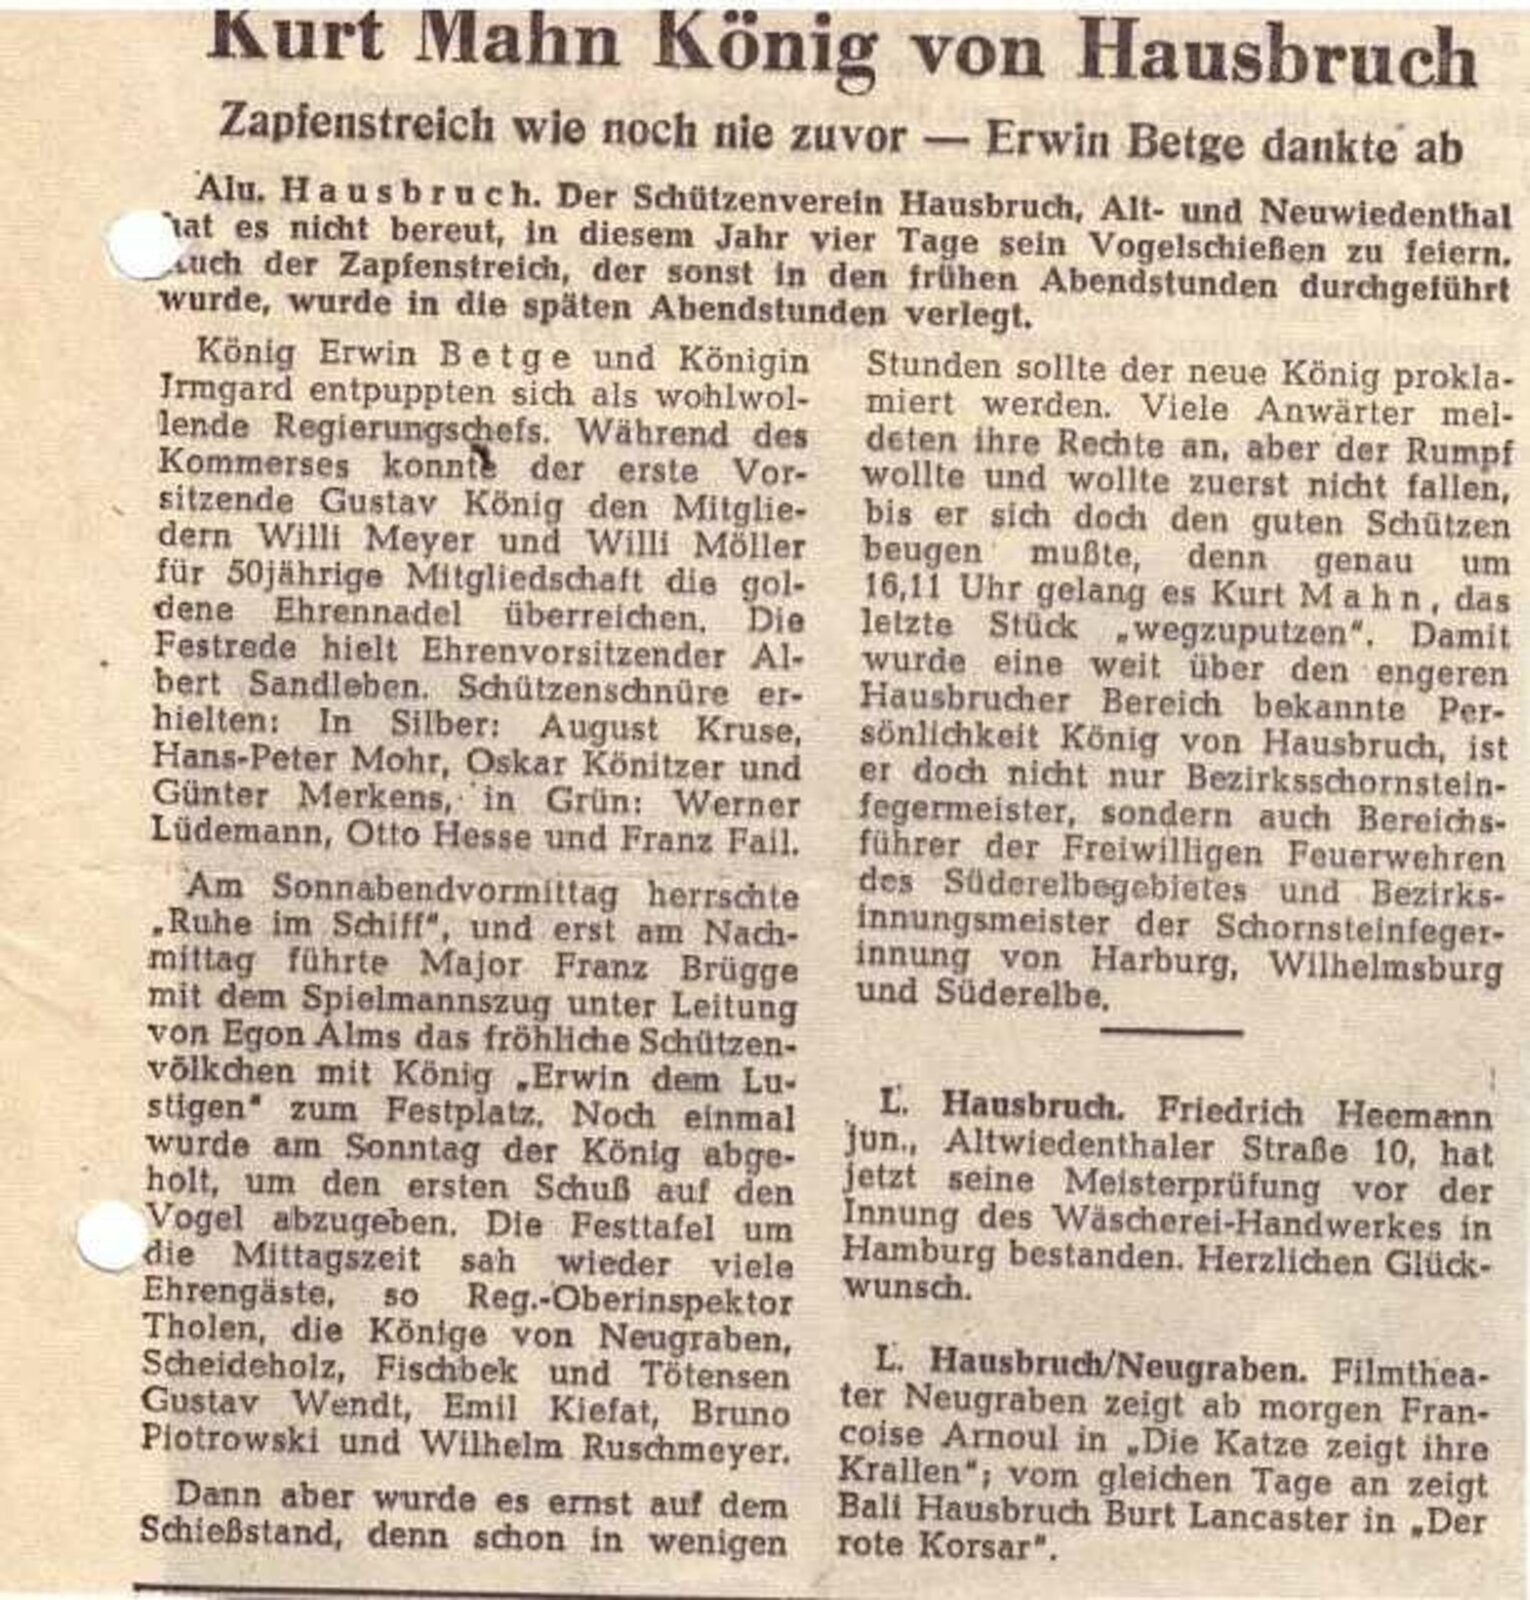 Kurt Mahn König von Hausbruch
Zapfenstreich wie noch nie zuvor — Erwin Betge dankte ab
Alu. Hausbruch. Der Schützenverein Hausbruch, Alt- und Neuwiedenthal
hat es nicht bereut, in diesem Jahr vier Tage sein Vogelschießen zu feiern.
Auch der Zapfenstreich, der sonst in den frühen Abendstunden durchgeführt
wurde, wurde in die späten Abendstunden verlegt.
König Erwin Betge und Königin
Irmgard entpuppten sich als wohlwol-
lende Regierungschefs. Während des
Kommerses konnte der erste Vor-
sitzende Gustav König den Mitglie-
dern Willi Meyer und Willi Möller
für 50jährige Mitgliedschaft die gol-
dene Ehrennadel überreichen. Die
Festrede hielt Ehrenvorsitzender Al-
bert Sandleben. Schützenschnüre er-
hielten: In Silber: August Kruse,
Hans-Peter Mohr, Oskar Könitzer und
Günter Merkens, in Grün: Werner
Lüdemann, Otto Hesse und Franz Fail.
Am Sonnabendvormittag herrschte
„Ruhe im Schiff", und erst am Nach-
mittag führte Major Franz Brügge
mit dem Spielmannszug unter Leitung
von Egon Alms das fröhliche Schützen-
völkchen mit König „Erwin dem Lu-
stigen" zum Festplatz. Noch einmal
wurde am Sonntag der König abge-
holt, um den ersten Schuß auf den
Vogel abzugeben. Die Festtafel um
die Mittagszeit sah wieder viele
Ehrengäste, so Reg.-Oberinspektor
Tholen, die Könige von Neugraben,
Scheideholz, Fischbek und Tötensen
Gustav Wendt, Emil Kiefat, Bruno
Piotrowski und Wilhelm Ruschmeyer.
Dann aber wurde es ernst auf dem
Schießstand, denn schon in wenigen
Stunden sollte der neue König prokla-
miert werden. Viele Anwärter mel-
deten ihre Rechte an, aber der Rumpf
wollte und wollte zuerst nicht fallen,
bis er sich doch den guten Schützen
beugen mußte, denn genau um
16,11 Uhr gelang es Kurt Mahn, das
letzte Stück „wegzuputzen". Damit
wurde eine weit über den engeren
Hausbrucher Bereich bekannte Per-
sönlichkeit König von Hausbruch, ist
er doch nicht nur Bezirksschornstein-
fegermeister, sondern auch Bereichs-
führer der Freiwilligen Feuerwehren
des Süderelbegebietes und Bezirks-
innungsmeister der Schornsteinfeger-
innung von Harburg, Wilhelmsburg
und Süderelbe.
L. Hausbruch. Friedrich Heemann
jun., Altwiedenthaler Straße 10, hat
jetzt seine Meisterprüfung vor der
Innung des Wäscherei-Handwerkes in
Hamburg bestanden. Herzlichen Glück-
wunsch.
L. Hausbruch/Neugraben. Filmthea-
ter Neugraben zeigt ab morgen Fran-
coise Arnoul in „Die Katze zeigt ihre
Krallen"; vom gleichen Tage an zeigt
Bali Hausbruch Burt Lancaster in „Der
rote Korsar".